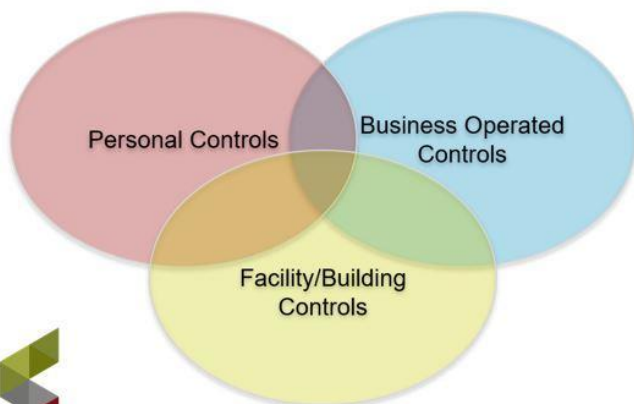 Personal Controls
Business Operated
Controls
Facility/Building
Controls